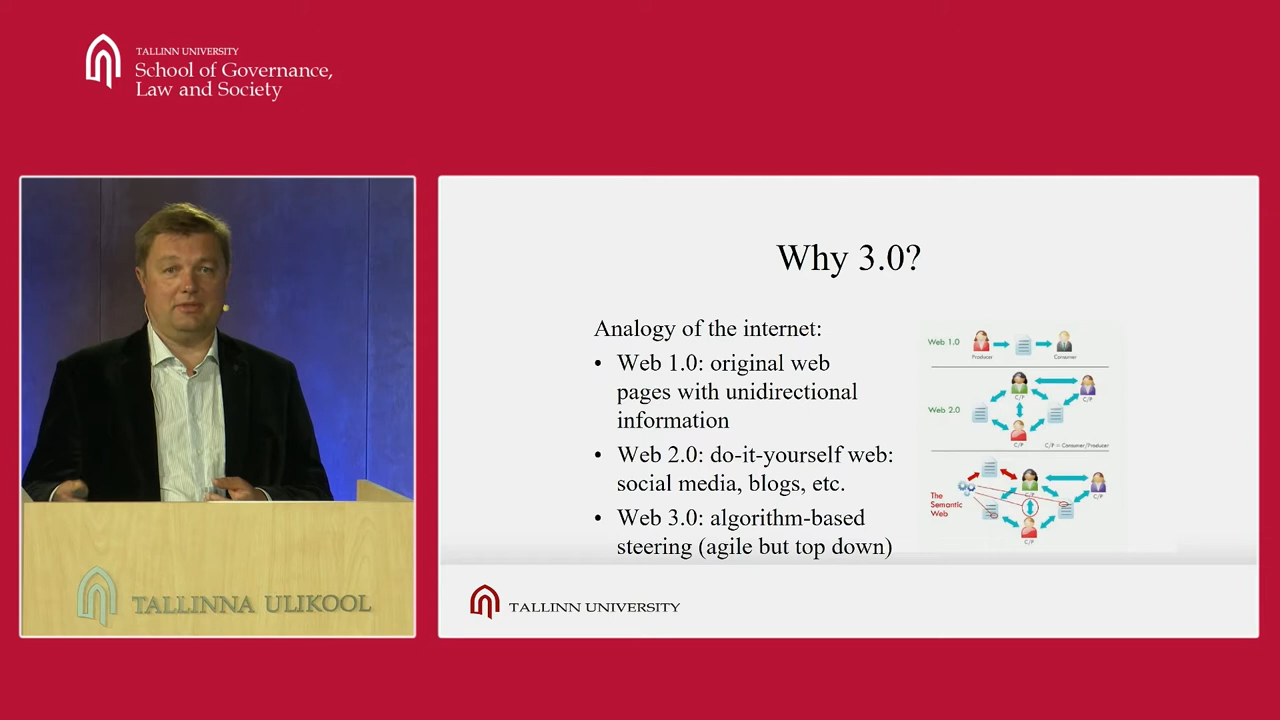 TALLINN UNIVERSITY
School of Governance,
Law and Society
TALLINNA ULIKOOL
Why 3.0?
Analogy of the internet:
• Web 1.0: original web
pages with unidirectional
information
• Web 2.0: do-it-yourself web:
social media, blogs, etc.
• Web 3.0: algorithm-based
steering (agile but top down)
Web 1.0
Producer
Consumer
Web 2.0
C/P
C/P
C/P
C/P = Consumer/Producer
The
Semantic
Web
C/P
C/P
C/P
TALLINN UNIVERSITY